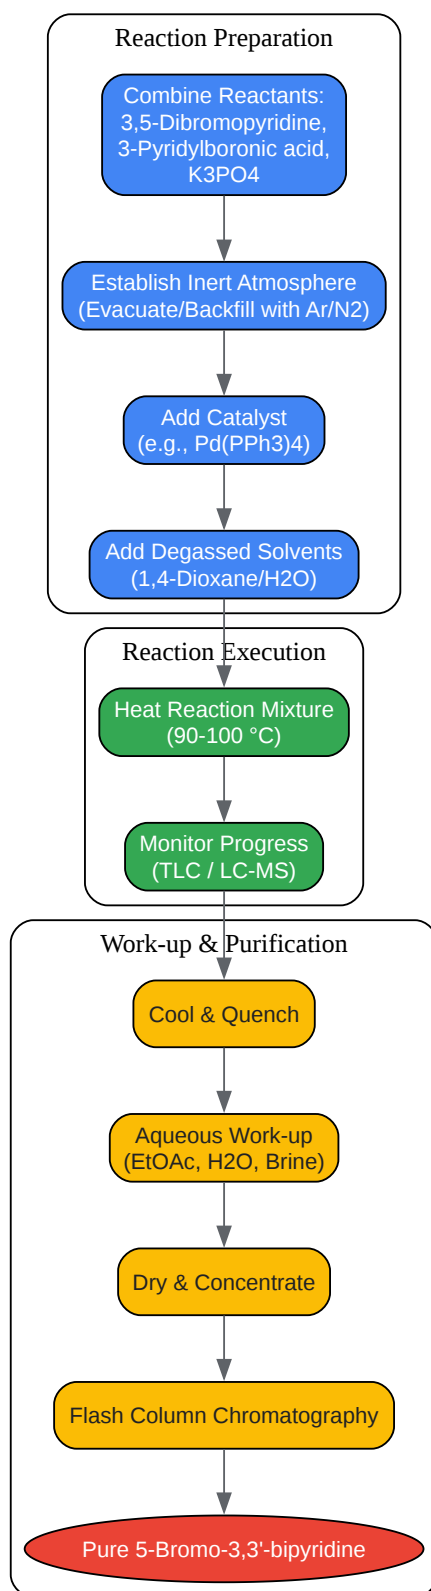 Reaction Preparation
Combine Reactants:
3,5-Dibromopyridine,
3-Pyridylboronic acid,
K3PO4
Establish Inert Atmosphere
(Evacuate/Backfill with Ar/N2)
Add Catalyst
(e.g., Pd(PPh3)4)
Add Degassed Solvents
(1,4-Dioxane/H2O)
Reaction Execution
Heat Reaction Mixture
(90-100 °C)
Monitor Progress
(TLC / LC-MS)
Work-up & Purification
Cool & Quench
Aqueous Work-up
(EtOAc, H2O, Brine)
Dry & Concentrate
Flash Column Chromatography
Pure 5-Bromo-3,3'-bipyridine